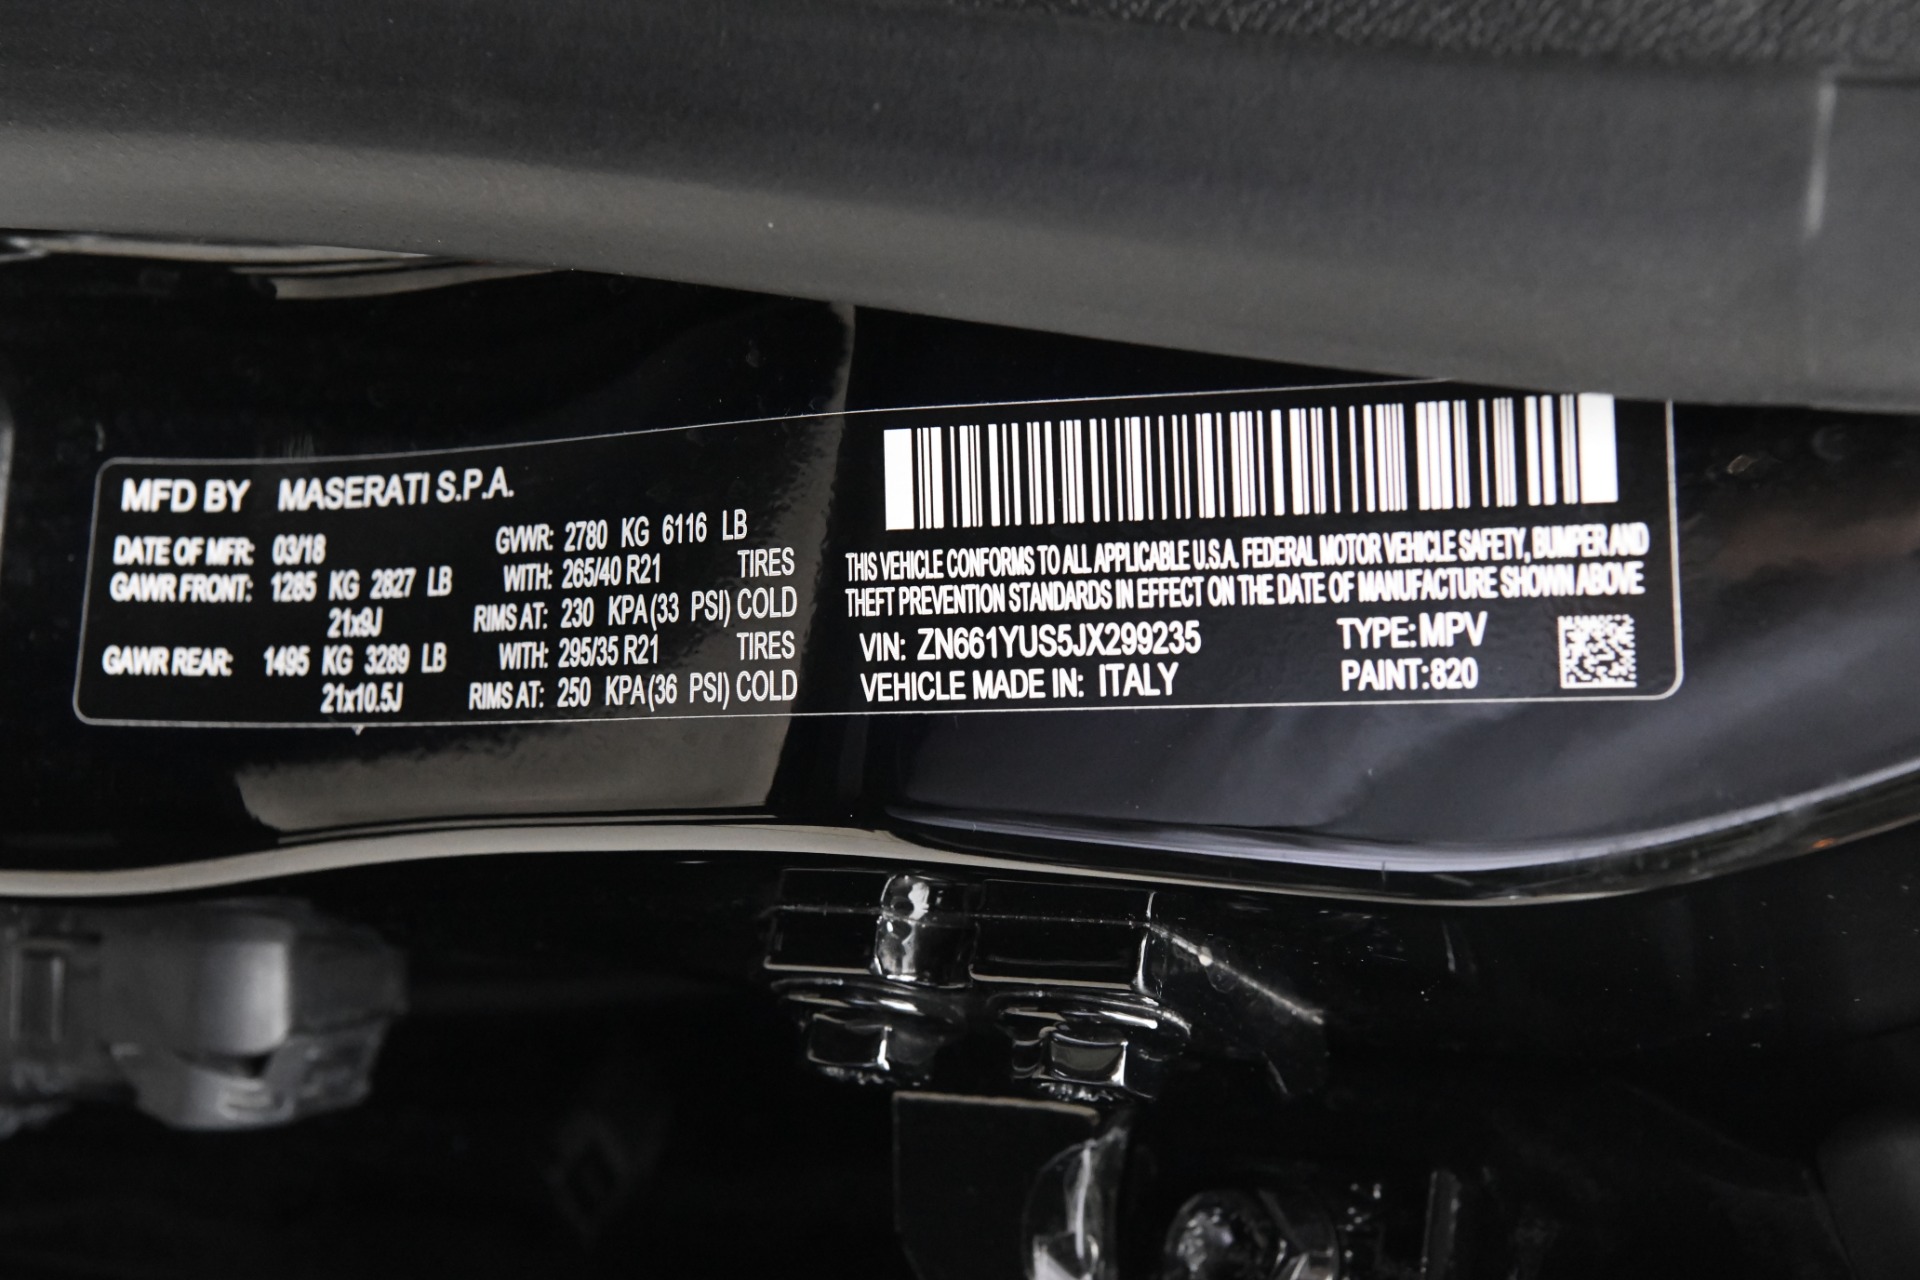 MFD BY MASERATI S.P.A.
DATE OF MFR: 03/18 GVWR: 2780 KG 6116 LB
GAWR FRONT: 1285 KG 2827 LB WITH: 265/40 R21 TIRES
21x9J RIMS AT: 230 KPA (33 PSI) COLD
GAWR REAR: 1495 KG 3289 LB WITH: 295/35 R21 TIRES
21x10.5J RIMS AT: 250 KPA (36 PSI) COLD
THIS VEHICLE CONFORMS TO ALL APPLICABLE U.S.A. FEDERAL MOTOR VEHICLE SAFETY, BUMPER AND
THEFT PREVENTION STANDARDS IN EFFECT ON THE DATE OF MANUFACTURE SHOWN ABOVE
VIN: ZN661YUS5JX299235 TYPE: MPV
VEHICLE MADE IN: ITALY PAINT: 820